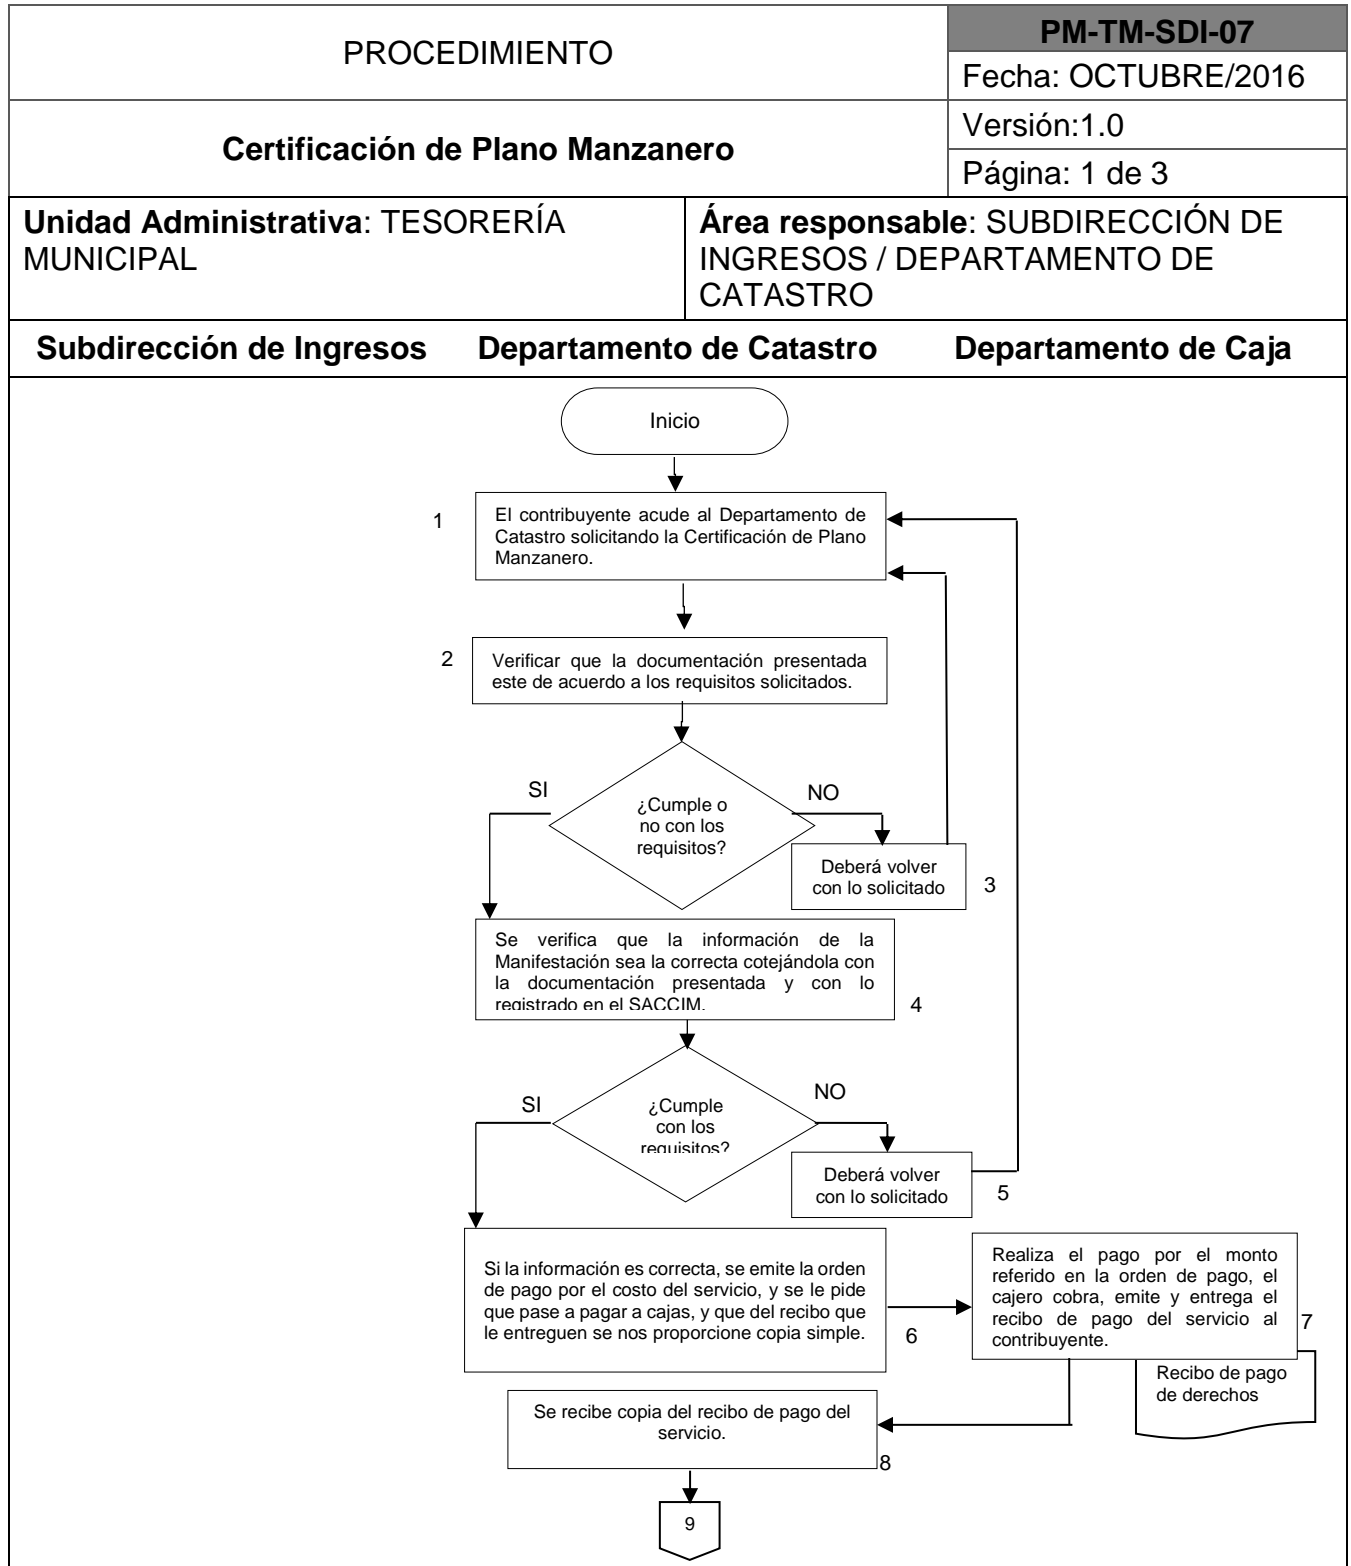 PROCEDIMIENTO
PM-TM-SDI-07
Fecha: OCTUBRE/2016
Certificación de Plano Manzanero
Versión:1.0
Página: 1 de 3
Unidad Administrativa: TESORERÍA
MUNICIPAL
Área responsable: SUBDIRECCIÓN DE
INGRESOS / DEPARTAMENTO DE
CATASTRO
Subdirección de Ingresos
Departamento de Catastro
Departamento de Caja
Inicio
1
El contribuyente acude al Departamento de
Catastro solicitando la Certificación de Plano
Manzanero.
2
Verificar que la documentación presentada
este de acuerdo a los requisitos solicitados.
SI
¿Cumple o
no con los
requisitos?
NO
Deberá volver
con lo solicitado
3
Se verifica que la información de la
Manifestación sea la correcta cotejándola con
la documentación presentada y con lo
registrado en el SACCIM.
4
SI
¿Cumple
con los
requisitos?
NO
Deberá volver
con lo solicitado
5
Si la información es correcta, se emite la orden
de pago por el costo del servicio, y se le pide
que pase a pagar a cajas, y que del recibo que
le entreguen se nos proporcione copia simple.
6
Realiza el pago por el monto
referido en la orden de pago, el
cajero cobra, emite y entrega el
recibo de pago del servicio al
contribuyente.
7
Recibo de pago
de derechos
Se recibe copia del recibo de pago del
servicio.
8
9